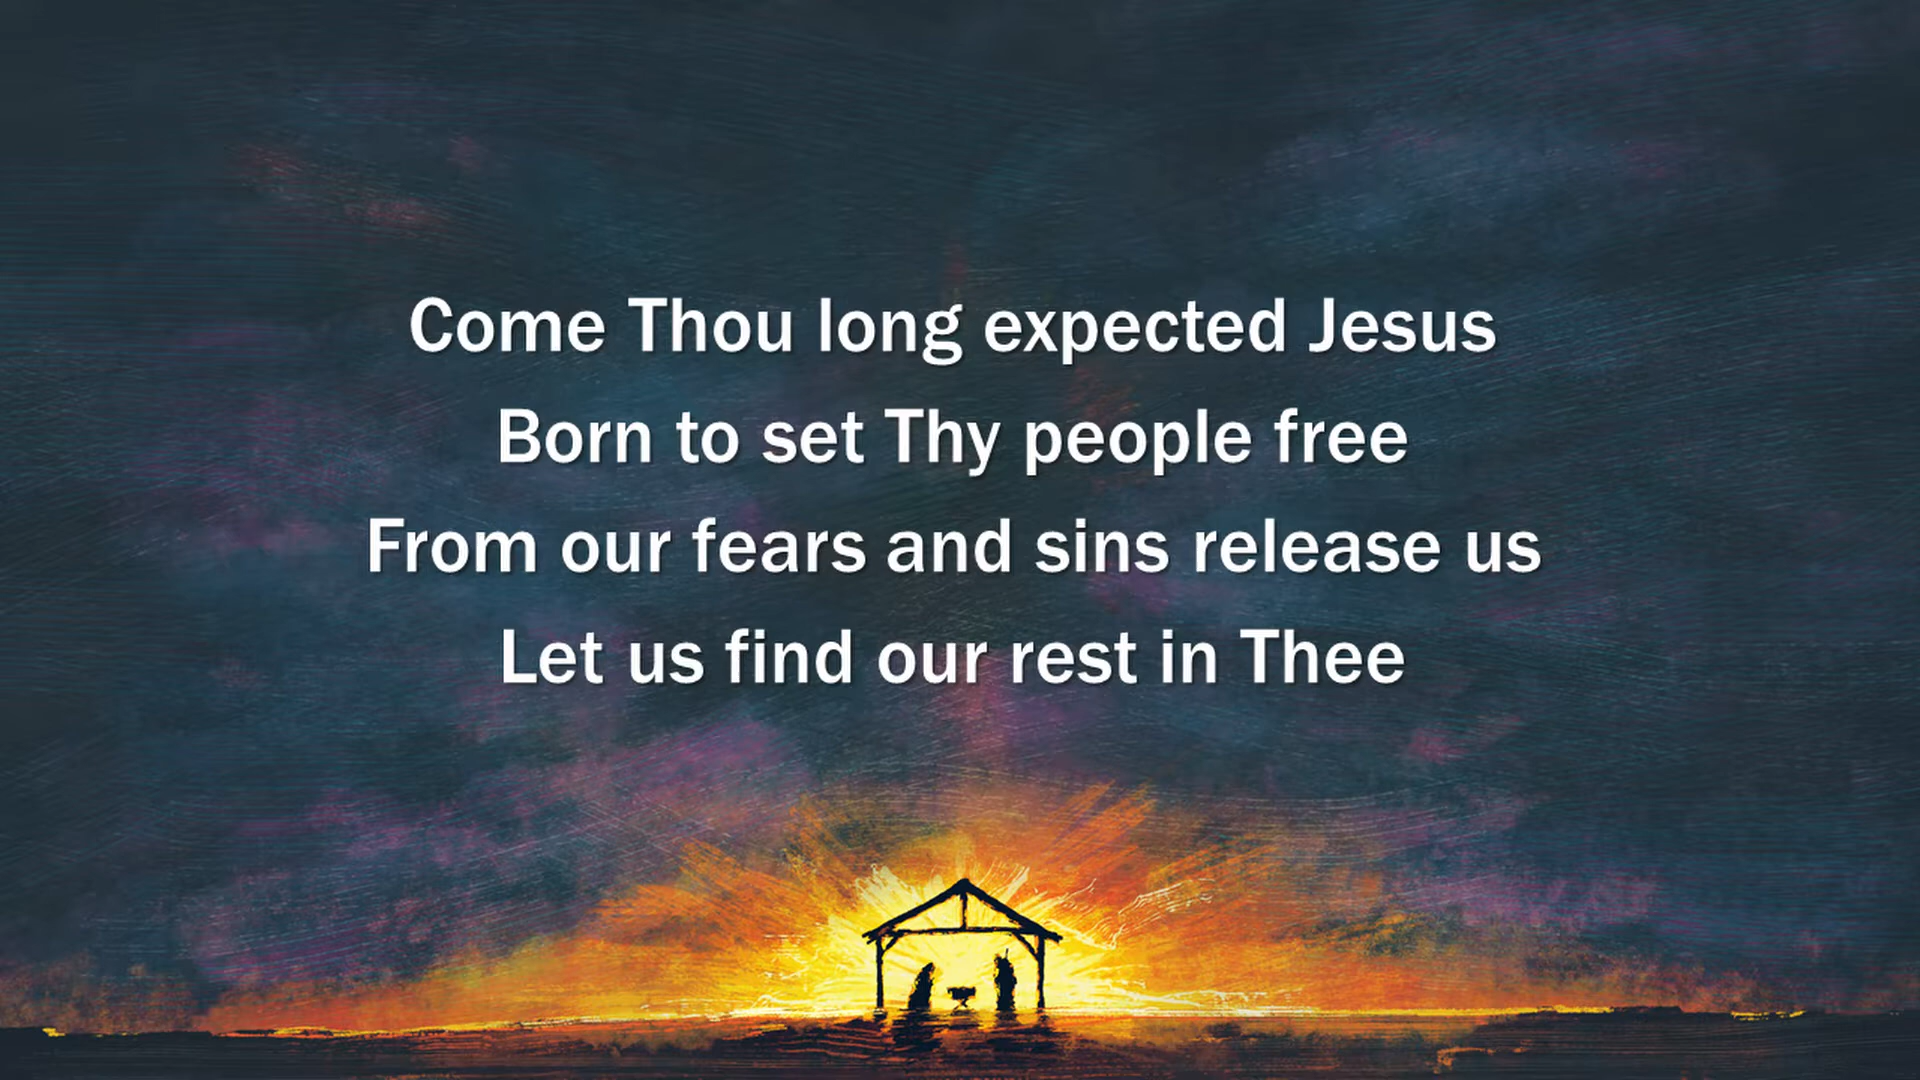 Come Thou long expected Jesus
Born to set Thy people free
From our fears and sins release us
Let us find our rest in Thee